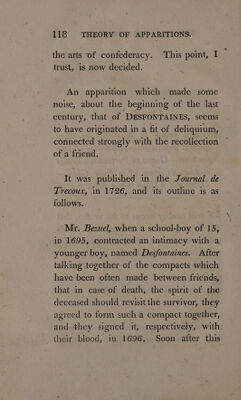 118 THEORY OF APPARITIONS.
the arts of confederacy. This point, I
trust, is now decided.
An apparition which made some
noise, about the beginning of the last
century, that of DESFONTAINES, seems
to have originated in a fit of deliquium,
connected strongly with the recollection
of a friend.
It was published in the Journal de
Trevoux, in 1726, and its outline is as
follows.
Mr. Bezuel, when a school-boy of 15,
in 1695, contracted an intimacy with a
younger boy, named Desfontaines. After
talking together of the compacts which
have been often made between friends,
that in case of death, the spirit of the
deceased should revisit the survivor, they
agreed to form such a compact together,
and they signed it, respectively, with
their blood, in 1696. Soon after this